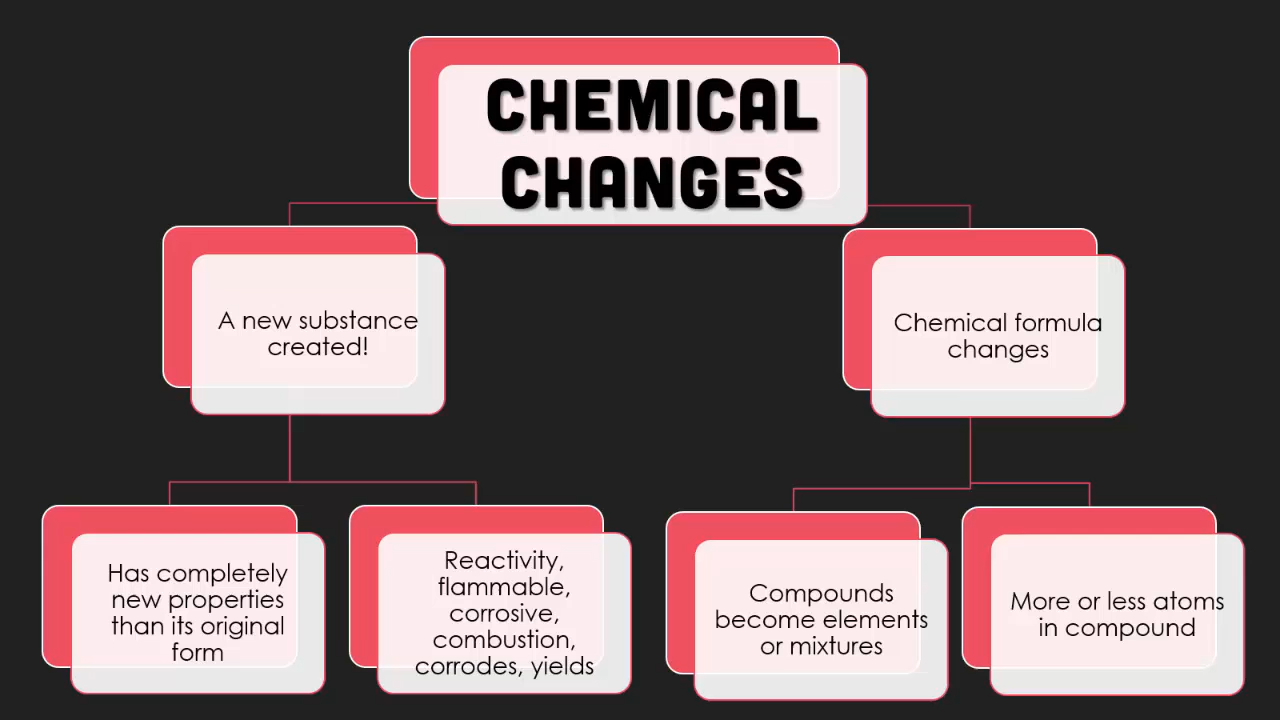 CHEMICAL
CHANGES
A new substance
created!
Chemical formula
changes
Has completely
new properties
than its original
form
Reactivity,
flammable,
corrosive,
combustion,
corrodes, yields
Compounds
become elements
or mixtures
More or less atoms
in compound